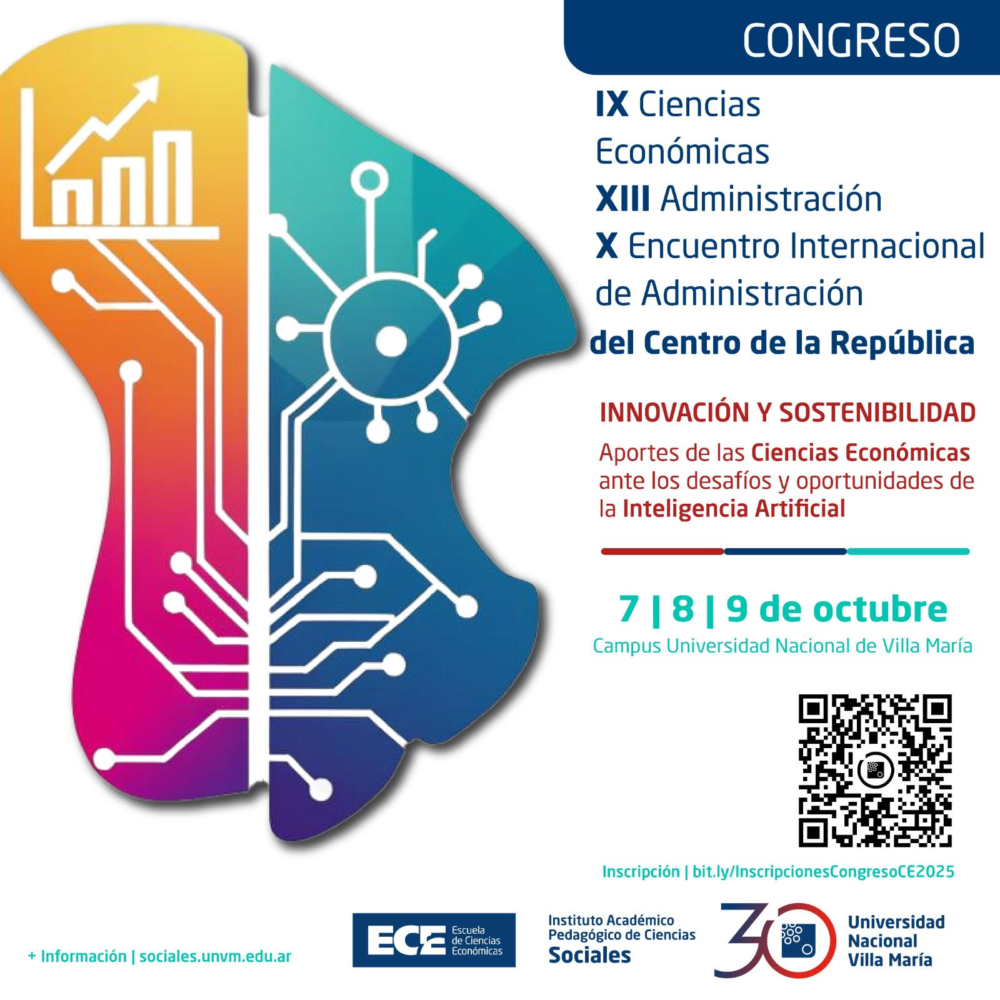 CONGRESO
IX Ciencias
Económicas
XIII Administración
X Encuentro Internacional
de Administración
del Centro de la República
INNOVACIÓN Y SOSTENIBILIDAD
Aportes de las Ciencias Económicas
ante los desafíos y oportunidades de
la Inteligencia Artificial
7 | 8 | 9 de octubre
Campus Universidad Nacional de Villa María
Inscripción | bit.ly/InscripcionesCongresoCE2025
+ Información | sociales.unvm.edu.ar
ECE
Escuela
de Ciencias
Económicas
Instituto Académico
Pedagógico de Ciencias
Sociales
30
Universidad
Nacional
Villa María